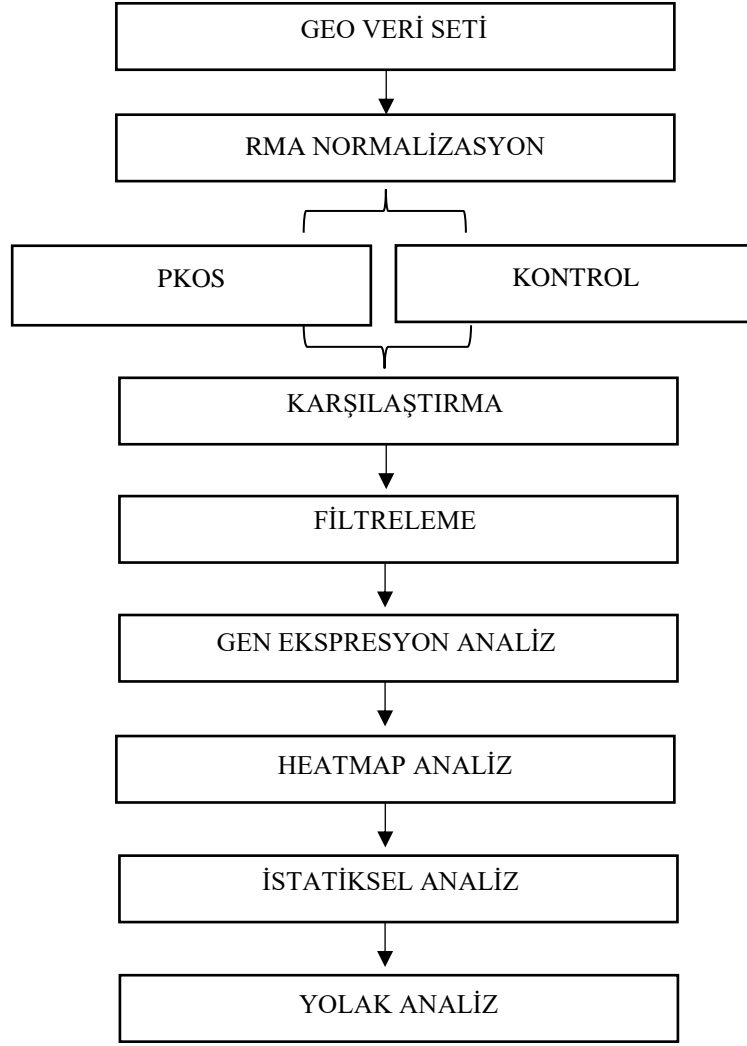 GEO VERİ SETİ
RMA NORMALİZASYON
PKOS
KONTROL
KARŞILAŞTIRMA
FİLTRELEME
GEN EKSPRESYON ANALİZ
HEATMAP ANALİZ
İSTATİKSEL ANALİZ
YOLAK ANALİZ